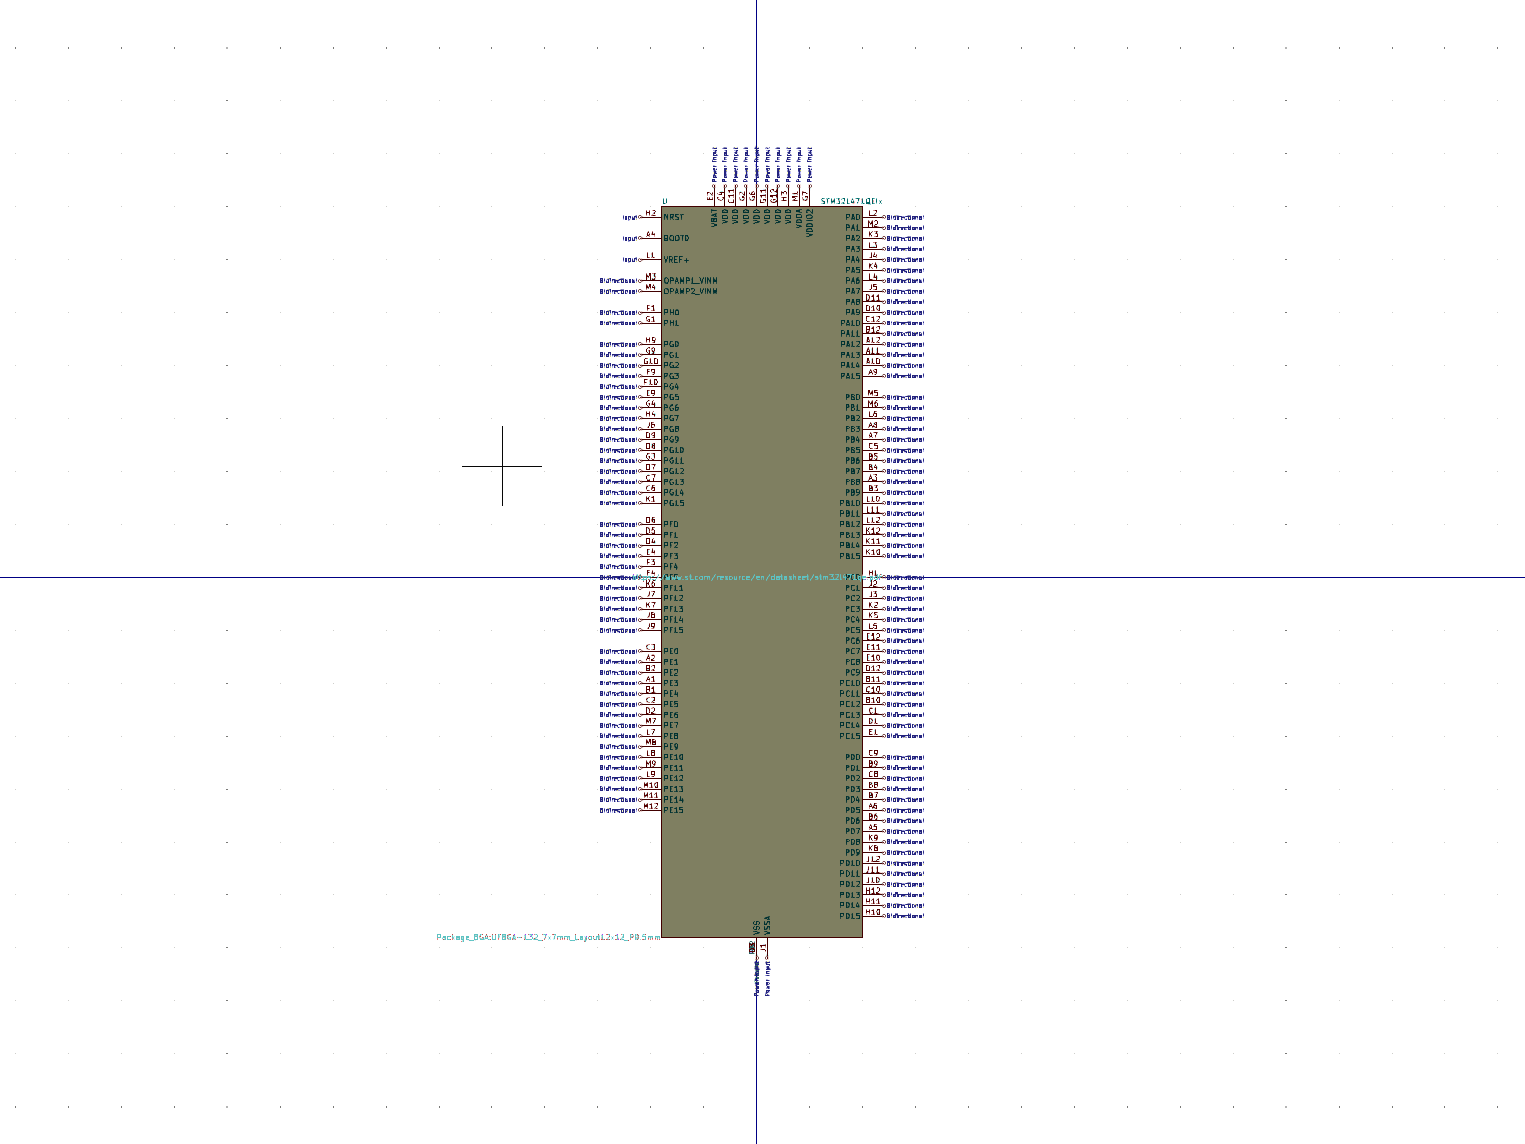 Power Input Power Input Power Input Power Input Power Input Power Input Power Input Power Input Power Input Power Input
E2 C4 C11 G2 G6 G11 G12 H3 M1 G7
U
VBAT VDD VDD VDD VDD VDD VDD VDD VDDA VDDIO2
Input H2 NRST PA0 L2 Bidirectional
PA1 M2 Bidirectional
Input A4 BOOT0 PA2 K3 Bidirectional
PA3 L3 Bidirectional
Input L1 VREF+ PA4 J4 Bidirectional
PA5 K4 Bidirectional
Bidirectional M3 OPAMP1_VINM PA6 L4 Bidirectional
Bidirectional M4 OPAMP2_VINM PA7 J5 Bidirectional
PA8 D11 Bidirectional
Bidirectional F1 PH0 PA9 D10 Bidirectional
Bidirectional G1 PH1 PA10 C12 Bidirectional
PA11 B12 Bidirectional
Bidirectional H9 PG0 PA12 A12 Bidirectional
Bidirectional G9 PG1 PA13 A11 Bidirectional
Bidirectional G10 PG2 PA14 A10 Bidirectional
Bidirectional F9 PG3 PA15 A9 Bidirectional
Bidirectional F10 PG4
Bidirectional E9 PG5 PB0 M5 Bidirectional
Bidirectional G4 PG6 PB1 M6 Bidirectional
Bidirectional H4 PG7 PB2 L6 Bidirectional
Bidirectional J6 PG8 PB3 A8 Bidirectional
Bidirectional D9 PG9 PB4 A7 Bidirectional
Bidirectional D8 PG10 PB5 C5 Bidirectional
Bidirectional G3 PG11 PB6 B5 Bidirectional
Bidirectional D7 PG12 PB7 B4 Bidirectional
Bidirectional C7 PG13 PB8 A3 Bidirectional
Bidirectional C6 PG14 PB9 B3 Bidirectional
Bidirectional K1 PG15 PB10 L10 Bidirectional
PB11 L11 Bidirectional
Bidirectional D6 PF0 PB12 L12 Bidirectional
Bidirectional D5 PF1 PB13 K12 Bidirectional
Bidirectional D4 PF2 PB14 K11 Bidirectional
Bidirectional E4 PF3 PB15 K10 Bidirectional
Bidirectional F3 PF4
Bidirectional F4 H1 Bidirectional
Bidirectional K6 PF11 PC1 J2 Bidirectional
Bidirectional J7 PF12 PC2 J3 Bidirectional
Bidirectional K7 PF13 PC3 K2 Bidirectional
Bidirectional J8 PF14 PC4 K5 Bidirectional
Bidirectional J9 PF15 PC5 L5 Bidirectional
PC6 E12 Bidirectional
Bidirectional C3 PE0 PC7 E11 Bidirectional
Bidirectional A2 PE1 PC8 E10 Bidirectional
Bidirectional B2 PE2 PC9 D12 Bidirectional
Bidirectional A1 PE3 PC10 B11 Bidirectional
Bidirectional B1 PE4 PC11 C10 Bidirectional
Bidirectional C2 PE5 PC12 B10 Bidirectional
Bidirectional D2 PE6 PC13 C1 Bidirectional
Bidirectional M7 PE7 PC14 D1 Bidirectional
Bidirectional L7 PE8 PC15 E1 Bidirectional
Bidirectional M8 PE9
Bidirectional L8 PE10 PD0 C9 Bidirectional
Bidirectional M9 PE11 PD1 B9 Bidirectional
Bidirectional L9 PE12 PD2 C8 Bidirectional
Bidirectional M10 PE13 PD3 B8 Bidirectional
Bidirectional M11 PE14 PD4 B7 Bidirectional
Bidirectional M12 PE15 PD5 A6 Bidirectional
PD6 B6 Bidirectional
PD7 A5 Bidirectional
PD8 K9 Bidirectional
PD9 K8 Bidirectional
PD10 J12 Bidirectional
PD11 J11 Bidirectional
PD12 J10 Bidirectional
PD13 H12 Bidirectional
PD14 H11 Bidirectional
PD15 H10 Bidirectional
VSS VSSA
Package_BGA:UFBGA-132_7x7mm_Layout12x12_P0.5mm
J1
Power Input